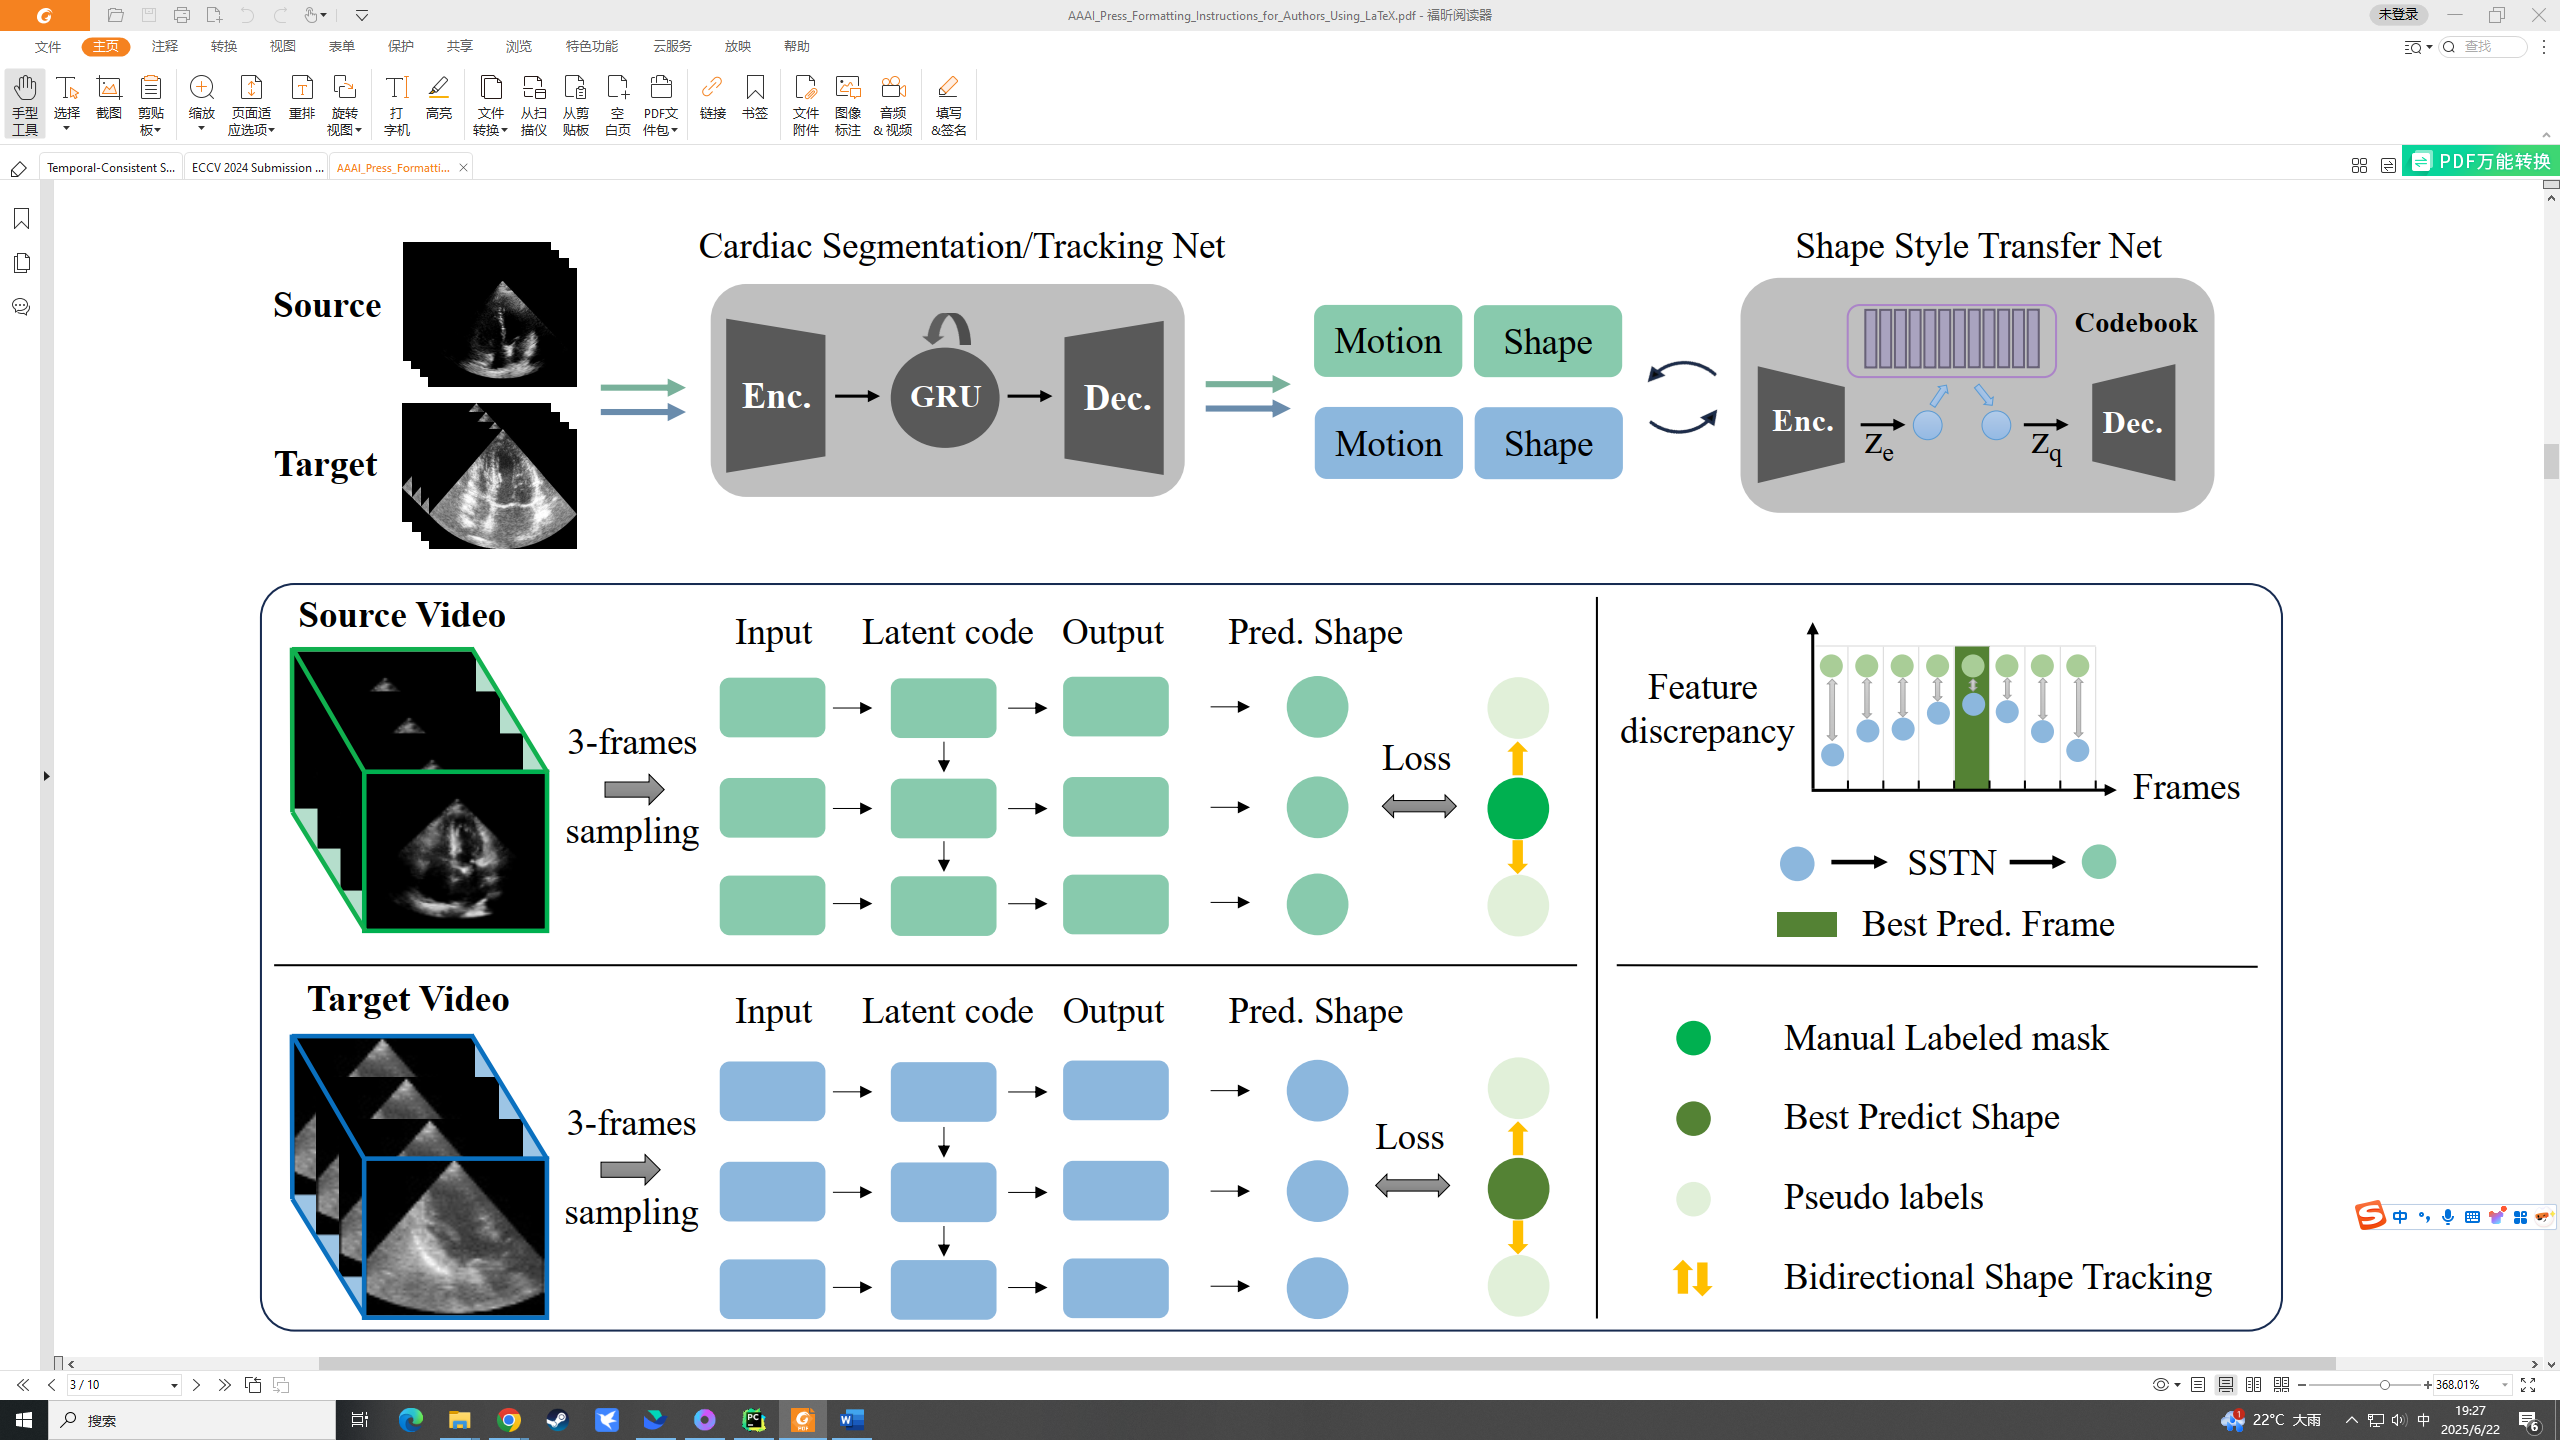 AAAI_Press_Formatting_Instructions_for_Authors_Using_LaTeX.pdf - 福昕阅读器
未登录
文件 主页 注释 转换 视图 表单 保护 共享 浏览 特色功能 云服务 放映 帮助
查找
手型工具 选择 截图 剪贴板 缩放 页面适应选项 重排 旋转视图 打字机 高亮 文件转换 从扫描仪 从剪贴板 空白页 PDF文件包 链接 书签 文件附件 图像标注 音频&视频 填写&签名
Temporal-Consistent S... ECCV 2024 Submission ... AAAI_Press_Formatti...
PDF万能转换
Cardiac Segmentation/Tracking Net
Shape Style Transfer Net
Source
Target
Enc. GRU Dec.
Motion Shape
Motion Shape
Codebook
Enc. Ze Zq Dec.
Source Video
Input Latent code Output Pred. Shape
3-frames
sampling
Loss
Feature
discrepancy
Frames
SSTN
Best Pred. Frame
Target Video
Input Latent code Output Pred. Shape
3-frames
sampling
Loss
Manual Labeled mask
Best Predict Shape
Pseudo labels
Bidirectional Shape Tracking
中
3 / 10
368.01%
搜索
22°C 大雨
中
19:27
2025/6/22
6